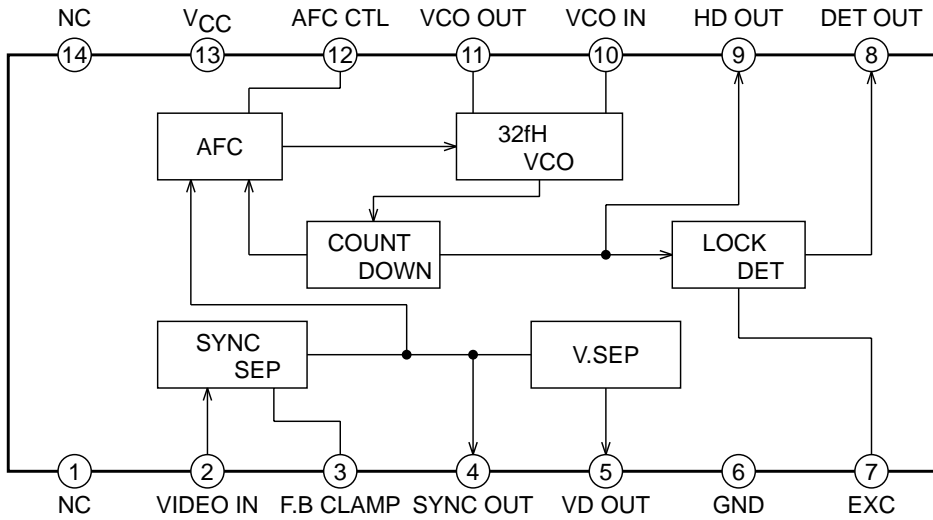 NC VCC AFC CTL VCO OUT VCO IN HD OUT DET OUT
14 13 12 11 10 9 8
AFC
32fH
VCO
COUNT
DOWN
LOCK
DET
SYNC
SEP
V.SEP
1 2 3 4 5 6 7
NC VIDEO IN F.B CLAMP SYNC OUT VD OUT GND EXC